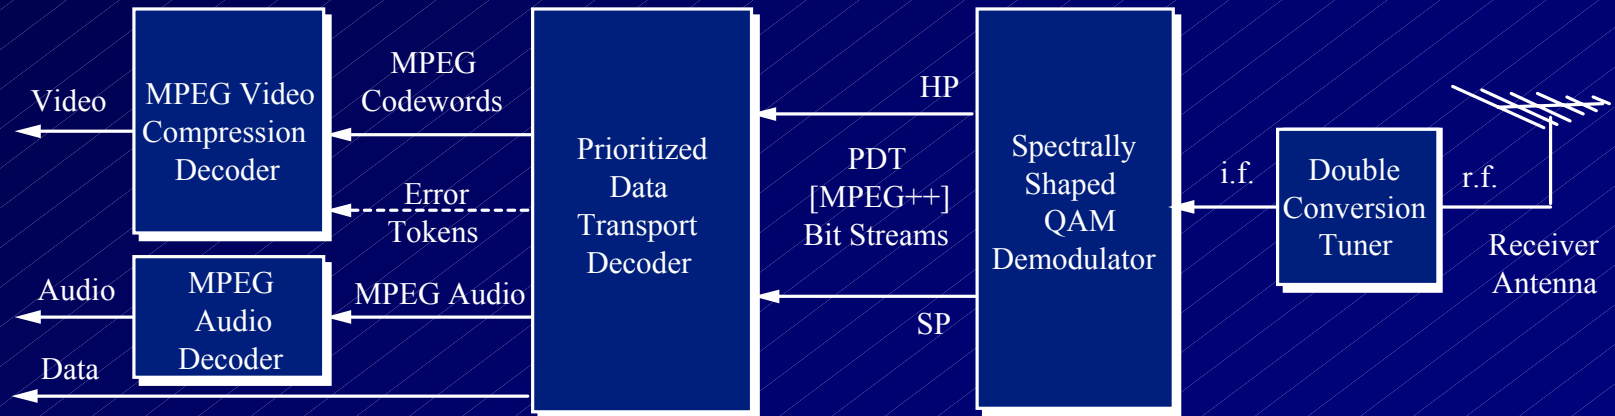 Video
MPEG Video
Compression
Decoder
MPEG
Codewords
Error
Tokens
Audio
MPEG
Audio
Decoder
MPEG Audio
Data
Prioritized
Data
Transport
Decoder
HP
PDT
[MPEG++]
Bit Streams
SP
Spectrally
Shaped
QAM
Demodulator
i.f.
Double
Conversion
Tuner
r.f.
Receiver
Antenna